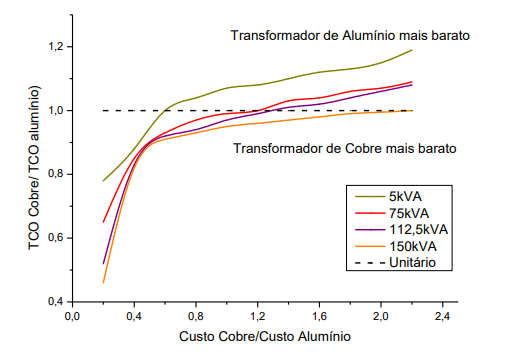 Transformador de Alumínio mais barato
1,2
1,0
Transformador de Cobre mais barato
0,8
0,6
0,4
TCO Cobre/ TCO alumínio)
5kVA
75kVA
112,5kVA
150kVA
Unitário
0,0 0,4 0,8 1,2 1,6 2,0 2,4
Custo Cobre/Custo Alumínio